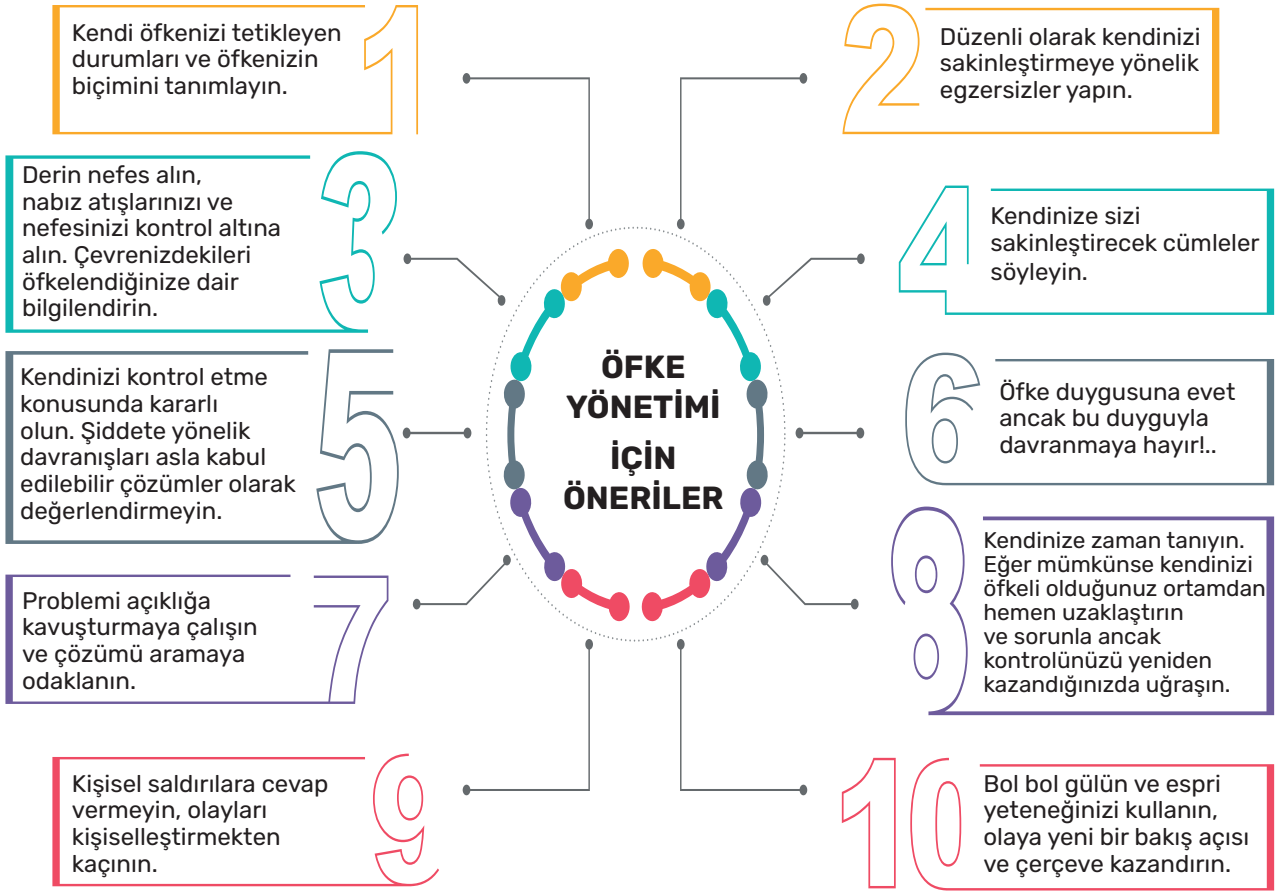 1
Kendi öfkenizi tetikleyen
durumları ve öfkenizin
biçimini tanımlayın.
2
Düzenli olarak kendinizi
sakinleştirmeye yönelik
egzersizler yapın.
3
Derin nefes alın,
nabız atışlarınızı ve
nefesinizi kontrol altına
alın. Çevrenizdekileri
öfkelendiğinize dair
bilgilendirin.
4
Kendinize sizi
sakinleştirecek cümleler
söyleyin.
ÖFKE
YÖNETİMİ
İÇİN
ÖNERİLER
5
Kendinizi kontrol etme
konusunda kararlı
olun. Şiddete yönelik
davranışları asla kabul
edilebilir çözümler olarak
değerlendirmeyin.
6
Öfke duygusuna evet
ancak bu duyguyla
davranmaya hayır!..
7
Problemi açıklığa
kavuşturmaya çalışın
ve çözümü aramaya
odaklanın.
8
Kendinize zaman tanıyın.
Eğer mümkünse kendinizi
öfkeli olduğunuz ortamdan
hemen uzaklaştırın
ve sorunla ancak
kontrolünüzü yeniden
kazandığınızda uğraşın.
9
Kişisel saldırılara cevap
vermeyin, olayları
kişiselleştirmekten
kaçının.
10
Bol bol gülün ve espri
yeteneğinizi kullanın,
olaya yeni bir bakış açısı
ve çerçeve kazandırın.